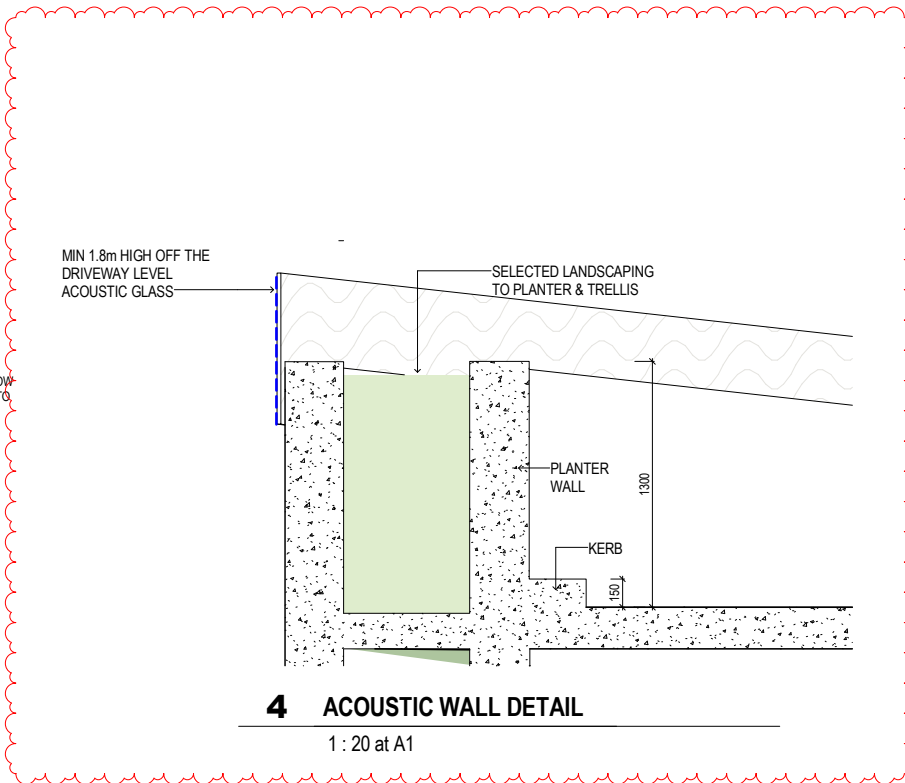 MIN 1.8m HIGH OFF THE
DRIVEWAY LEVEL
ACOUSTIC GLASS
SELECTED LANDSCAPING
TO PLANTER & TRELLIS
TO
PLANTER
WALL
1300
KERB
150
4 ACOUSTIC WALL DETAIL
1 : 20 at A1